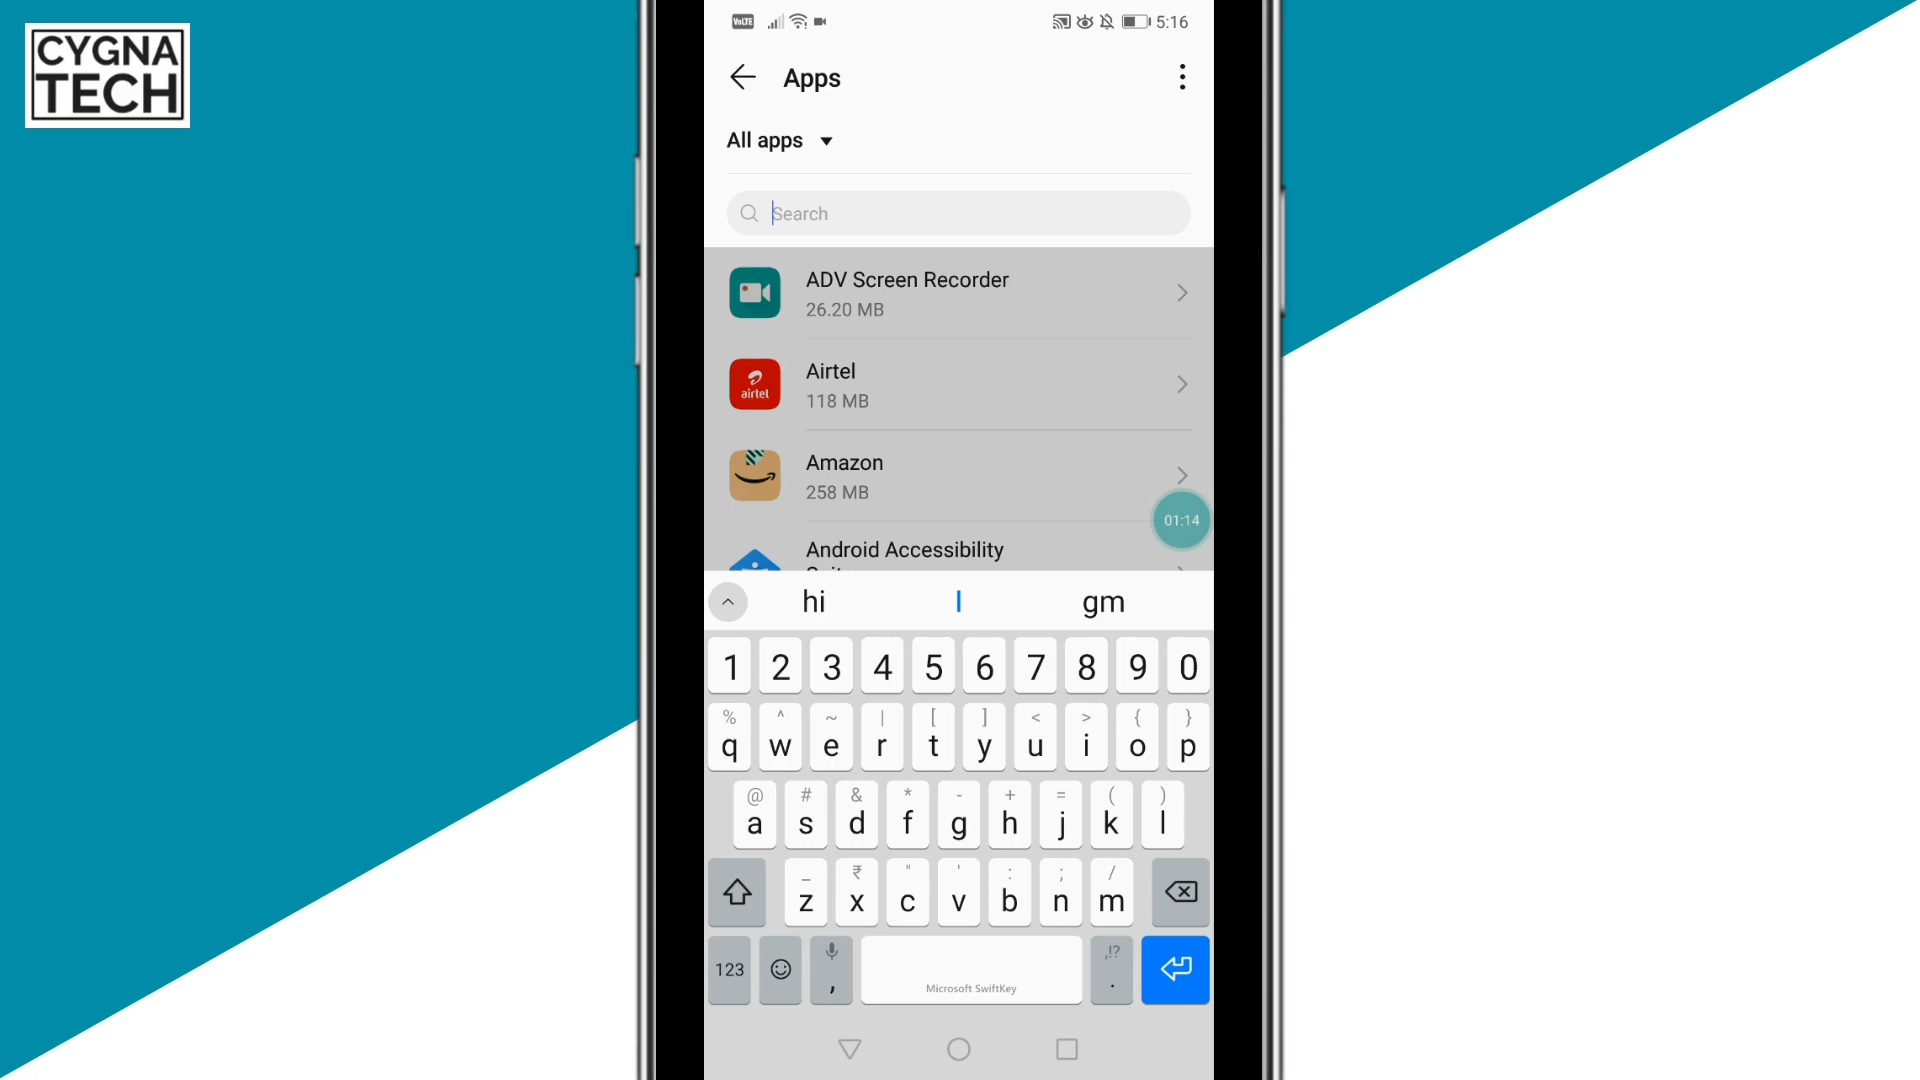 CYGNA
TECH
VoLTE
5:16
Apps
All apps
Search
ADV Screen Recorder
26.20 MB
airtel
Airtel
118 MB
Amazon
258 MB
01:14
Android Accessibility
hi I gm
1 2 3 4 5 6 7 8 9 0
% ^ ~ | [ ] < > { }
q w e r t y u i o p
@ # & * - + = ( )
a s d f g h j k l
_ ₹ " ' : ; /
z x c v b n m
,!?
123 , .
Microsoft SwiftKey